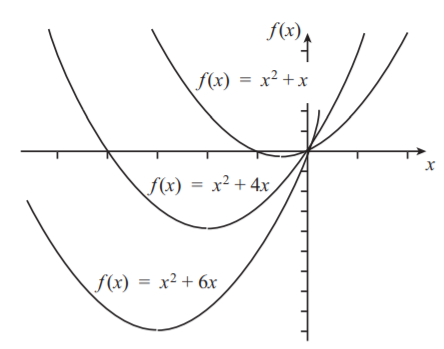 f(x)
f(x) = x² + x
x
f(x) = x² + 4x
f(x) = x² + 6x